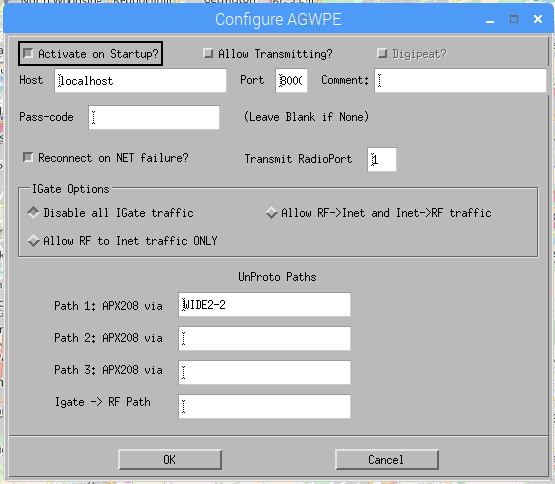 Configure AGWPE
Activate on Startup? Allow Transmitting? Digipeat?
Host localhost Port 8000 Comment:
Pass-code (Leave Blank if None)
Reconnect on NET failure? Transmit RadioPort 1
IGate Options
Disable all IGate traffic Allow RF->Inet and Inet->RF traffic
Allow RF to Inet traffic ONLY
UnProto Paths
Path 1: APX208 via WIDE2-2
Path 2: APX208 via
Path 3: APX208 via
Igate -> RF Path
OK Cancel